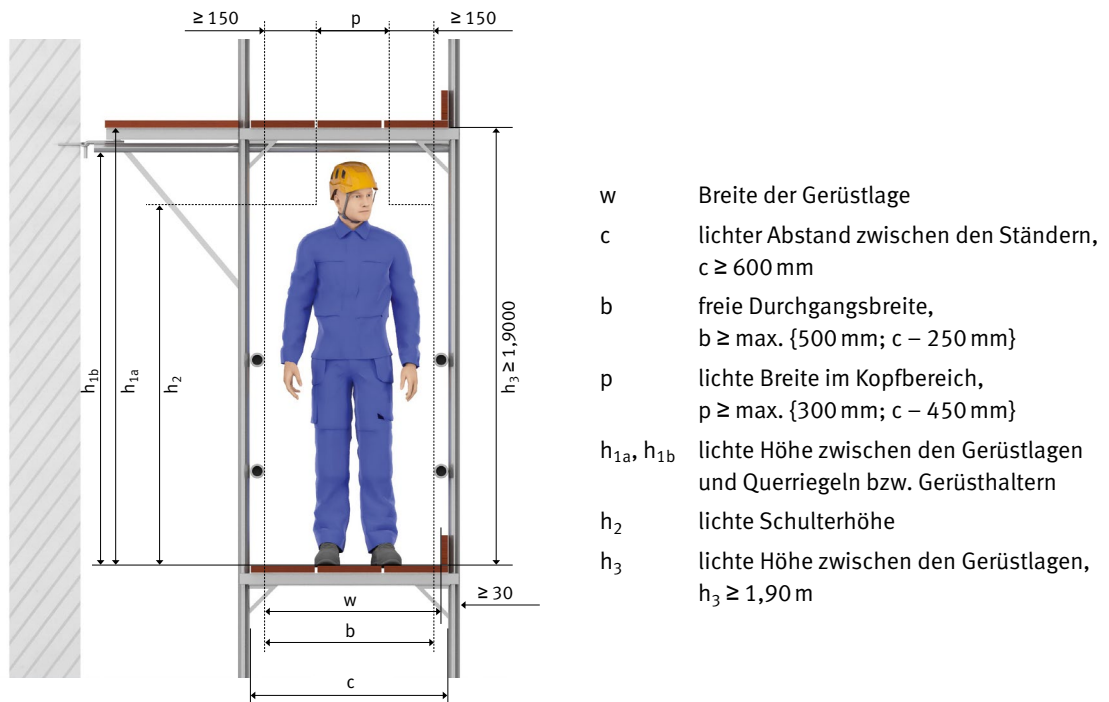 ≥ 150
p
≥ 150
h1b
h1a
h2
h3 ≥ 1,9000
≥ 30
w
b
c
w Breite der Gerüstlage
c lichter Abstand zwischen den Ständern,
c ≥ 600 mm
b freie Durchgangsbreite,
b ≥ max. {500 mm; c – 250 mm}
p lichte Breite im Kopfbereich,
p ≥ max. {300 mm; c – 450 mm}
h1a, h1b lichte Höhe zwischen den Gerüstlagen
und Querriegeln bzw. Gerüsthaltern
h2 lichte Schulterhöhe
h3 lichte Höhe zwischen den Gerüstlagen,
h3 ≥ 1,90 m